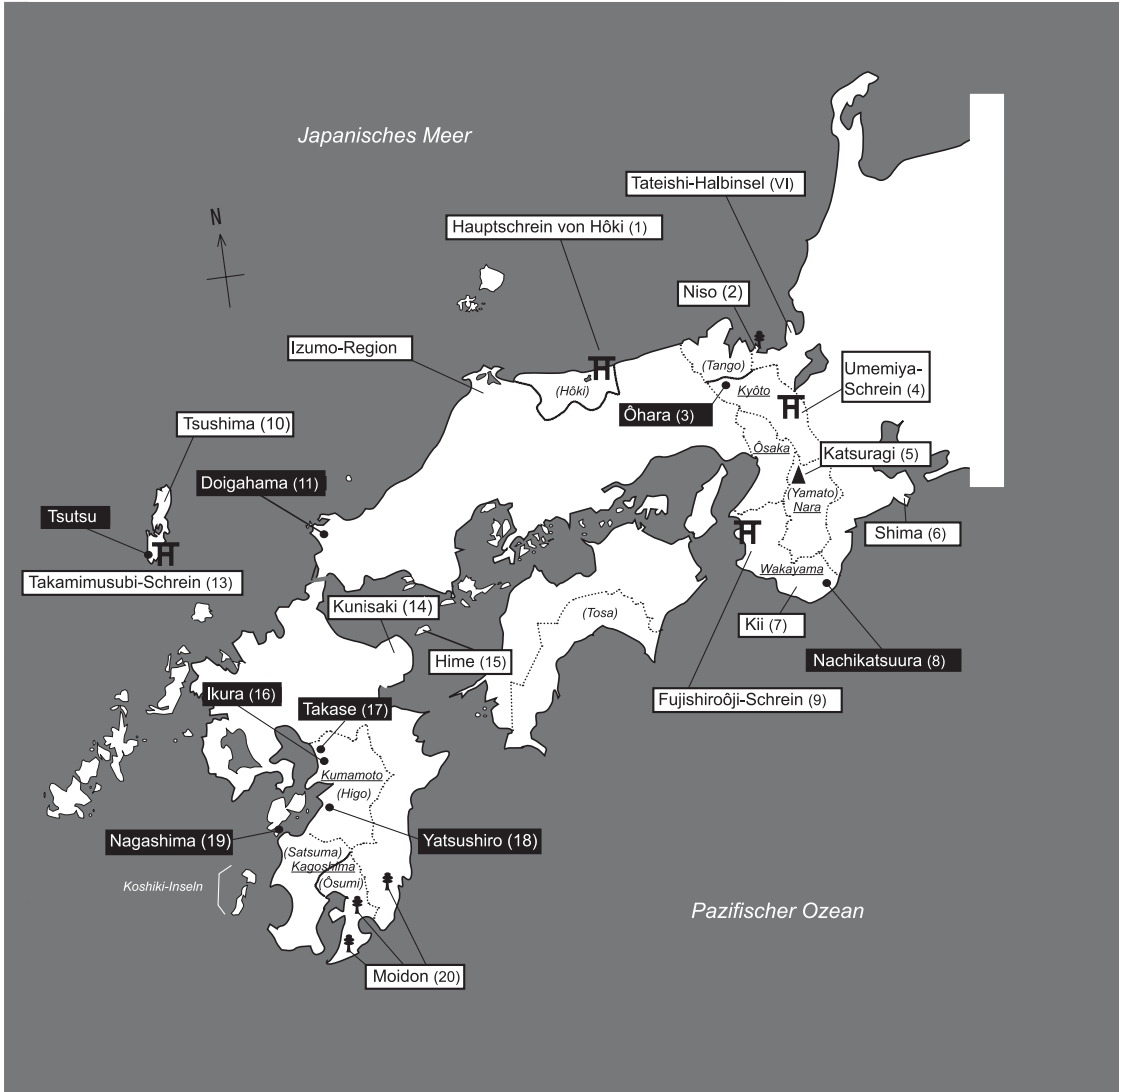 Japanisches Meer
Tateishi-Halbinsel (VI)
N
Hauptschrein von Hôki (1)
Niso (2)
Izumo-Region
(Tango)
Umemiya-
Schrein (4)
(Hôki)
Kyôto
Ôhara (3)
Tsushima (10)
Ôsaka
Katsuragi (5)
Doigahama (11)
(Yamato)
Nara
Tsutsu
Shima (6)
Takamimusubi-Schrein (13)
Wakayama
Kunisaki (14)
(Tosa)
Kii (7)
Hime (15)
Nachikatsuura (8)
Ikura (16)
Fujishiroôji-Schrein (9)
Takase (17)
Kumamoto
(Higo)
Nagashima (19)
Yatsushiro (18)
(Satsuma)
Kagoshima
Koshiki-Inseln
(Ôsumi)
Pazifischer Ozean
Moidon (20)